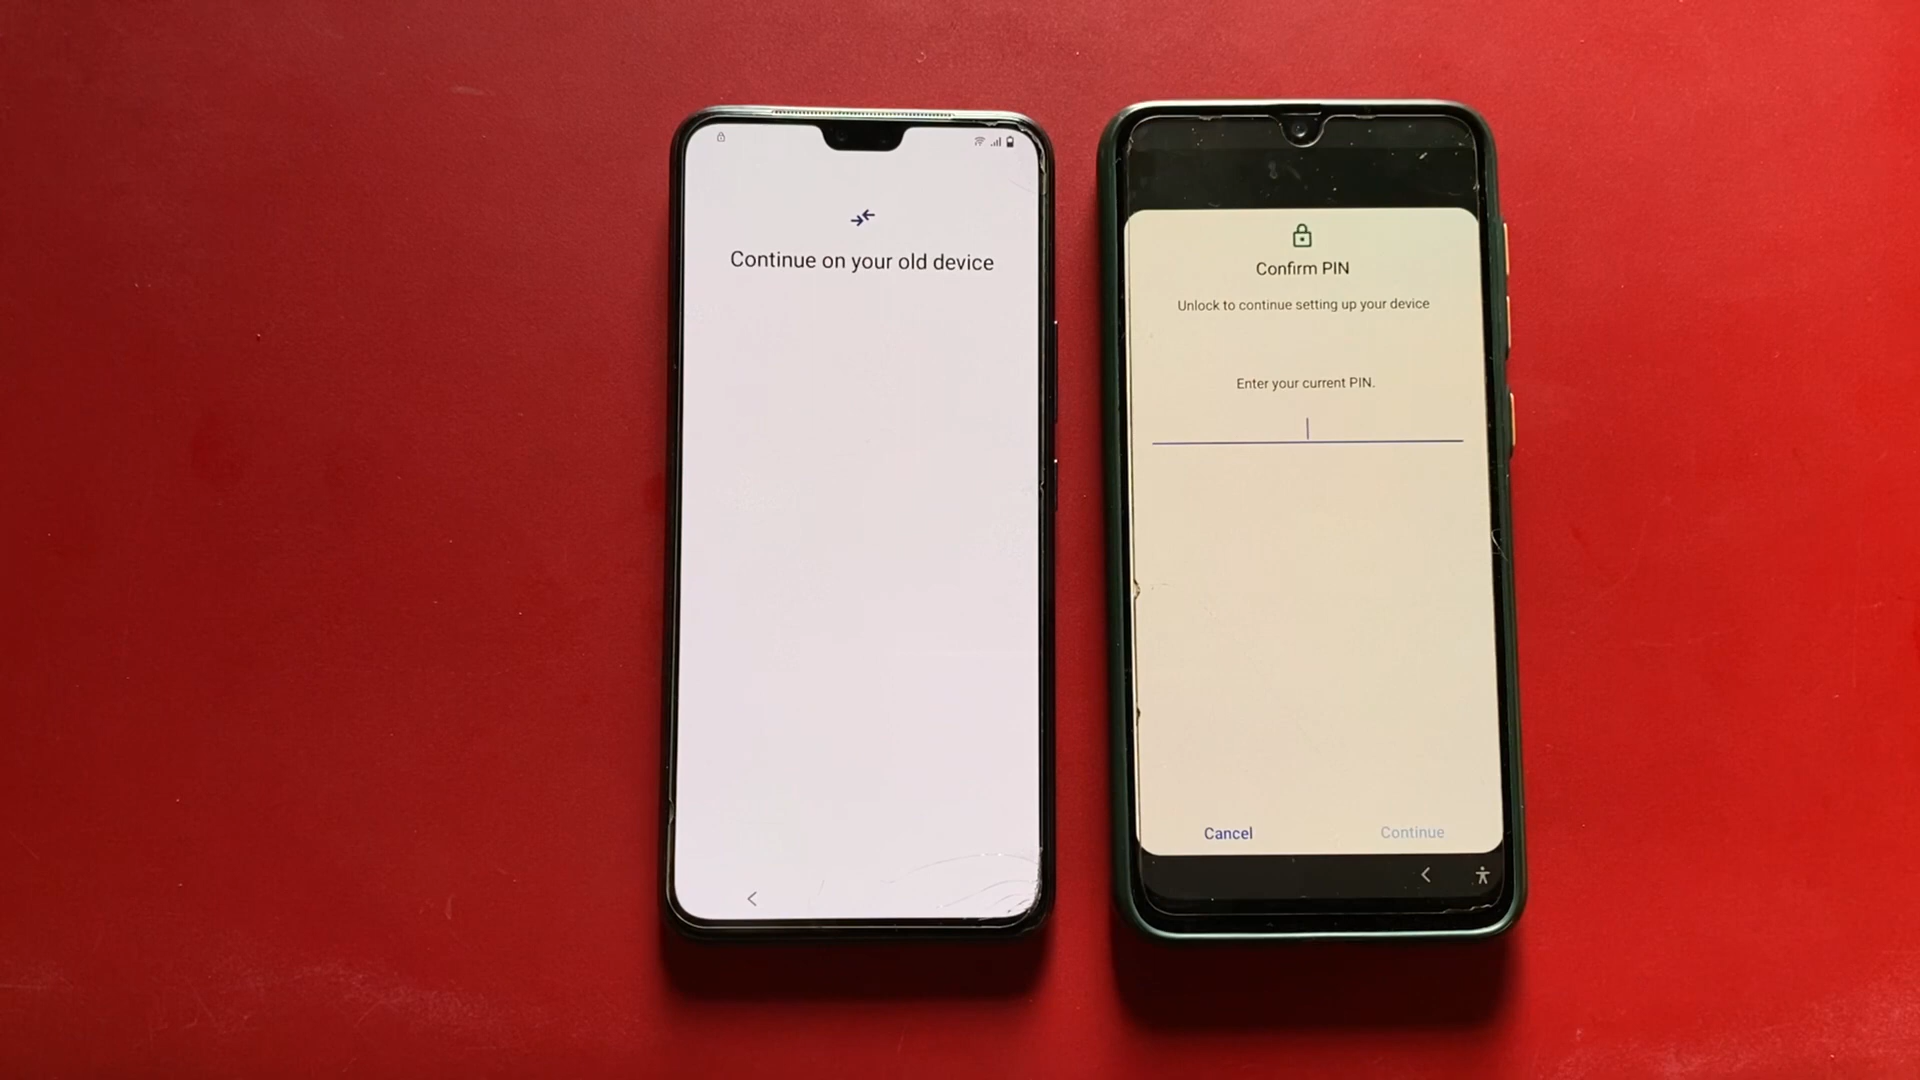 Continue on your old device
Confirm PIN
Unlock to continue setting up your device
Enter your current PIN.
Cancel
Continue